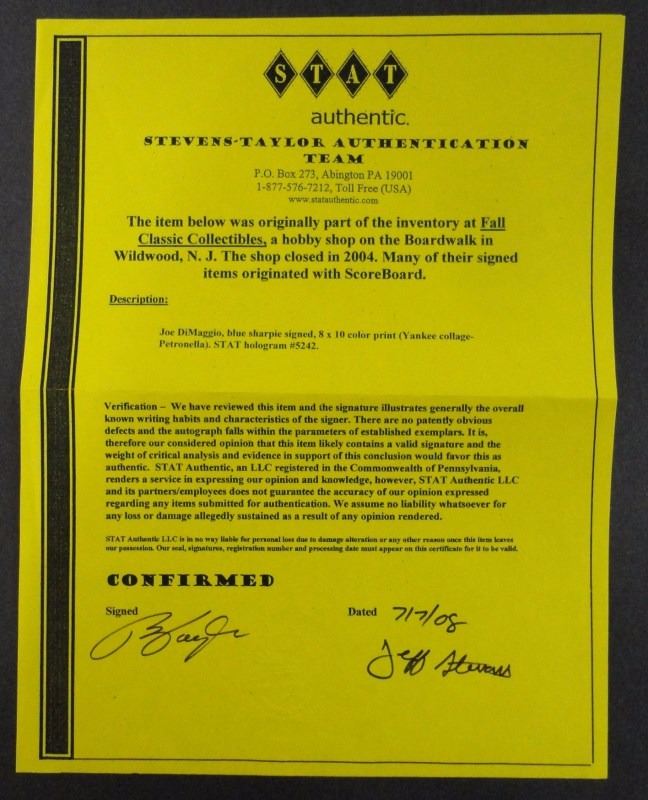 STAT
authentic.
STEVENS-TAYLOR AUTHENTICATION
TEAM
P.O. Box 273, Abington PA 19001
1-877-576-7212, Toll Free (USA)
www.statauthentic.com
The item below was originally part of the inventory at Fall
Classic Collectibles, a hobby shop on the Boardwalk in
Wildwood, N. J. The shop closed in 2004. Many of their signed
items originated with ScoreBoard.
Description:
Joe DiMaggio, blue sharpie signed, 8 x 10 color print (Yankee collage-
Petronella). STAT hologram #5242.
Verification – We have reviewed this item and the signature illustrates generally the overall
known writing habits and characteristics of the signer. There are no patently obvious
defects and the autograph falls within the parameters of established exemplars. It is,
therefore our considered opinion that this item likely contains a valid signature and the
weight of critical analysis and evidence in support of this conclusion would favor this as
authentic. STAT Authentic, an LLC registered in the Commonwealth of Pennsylvania,
renders a service in expressing our opinion and knowledge, however, STAT Authentic LLC
and its partners/employees does not guarantee the accuracy of our opinion expressed
regarding any items submitted for authentication. We assume no liability whatsoever for
any loss or damage allegedly sustained as a result of any opinion rendered.
STAT Authentic LLC is in no way liable for personal loss due to damage alteration or any other reason once this item leaves
our possession. Our seal, signatures, registration number and processing date must appear on this certificate for it to be valid.
CONFIRMED
Signed
Dated 7/7/08
Jeff Stevens